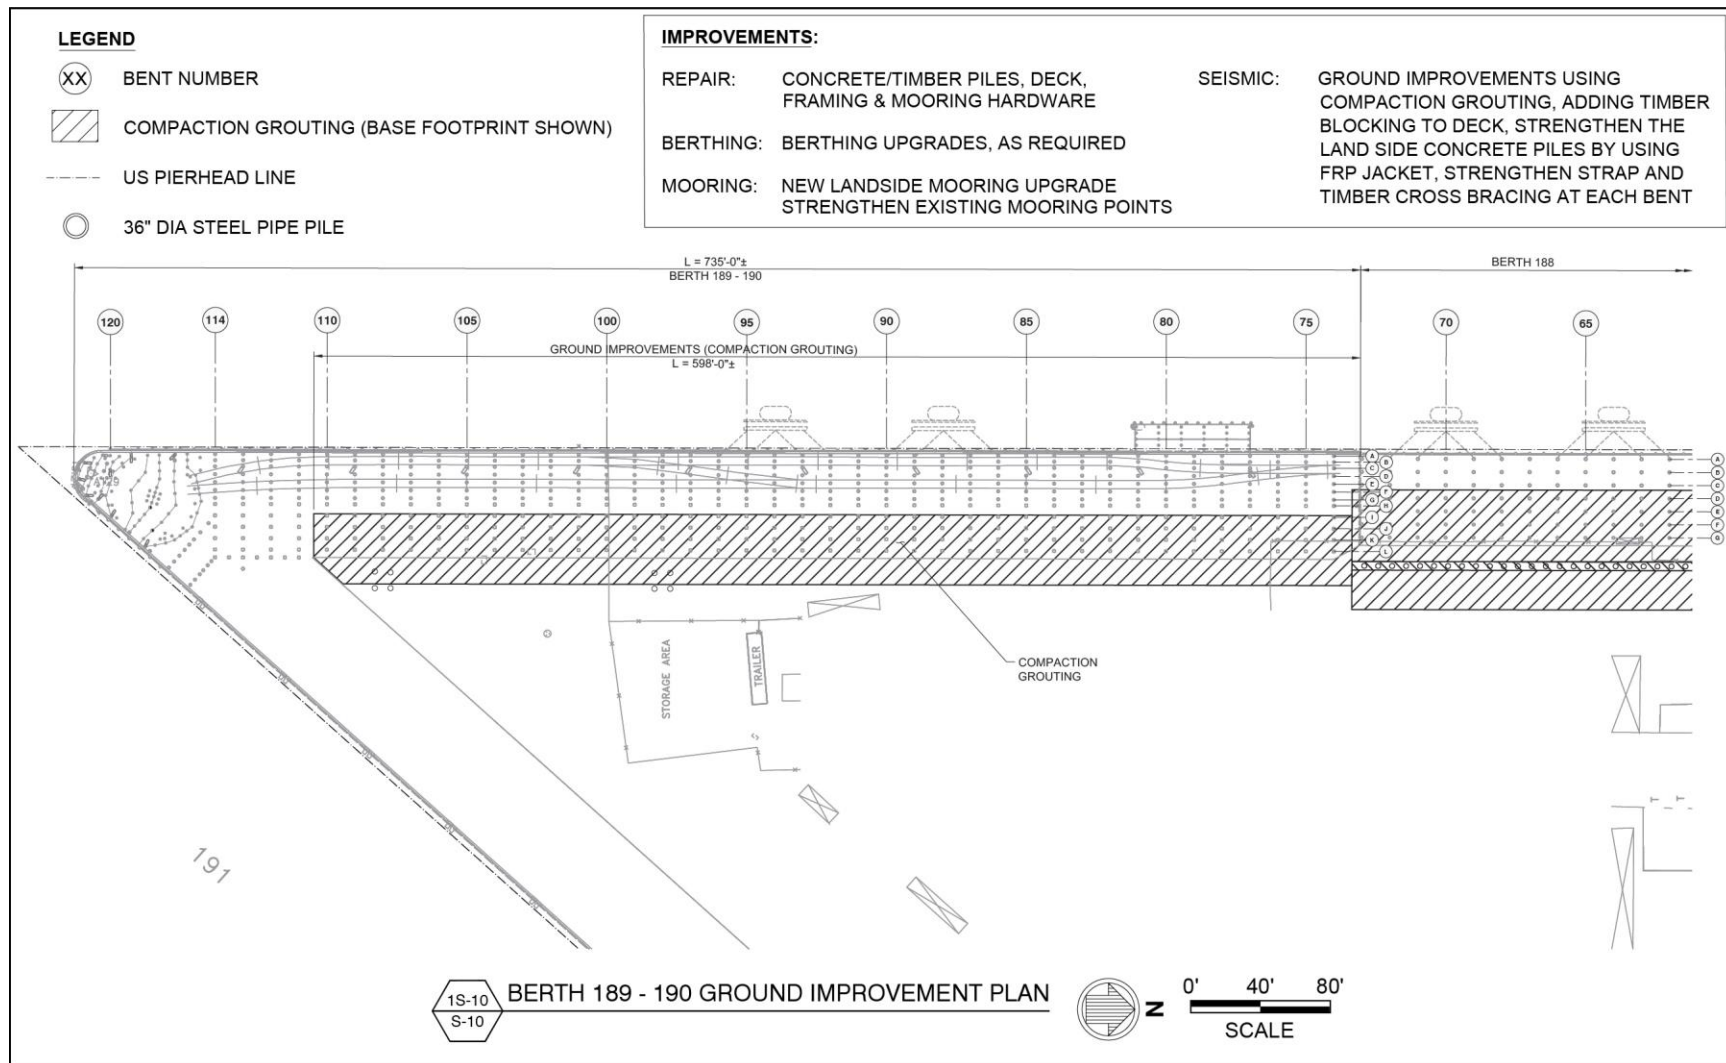 LEGEND
XX BENT NUMBER
COMPACTION GROUTING (BASE FOOTPRINT SHOWN)
US PIERHEAD LINE
36" DIA STEEL PIPE PILE
IMPROVEMENTS:
REPAIR: CONCRETE/TIMBER PILES, DECK,
FRAMING & MOORING HARDWARE
BERTHING: BERTHING UPGRADES, AS REQUIRED
MOORING: NEW LANDSIDE MOORING UPGRADE
STRENGTHEN EXISTING MOORING POINTS
SEISMIC: GROUND IMPROVEMENTS USING
COMPACTION GROUTING, ADDING TIMBER
BLOCKING TO DECK, STRENGTHEN THE
LAND SIDE CONCRETE PILES BY USING
FRP JACKET, STRENGTHEN STRAP AND
TIMBER CROSS BRACING AT EACH BENT
L = 735'-0"±
BERTH 189 - 190
BERTH 188
120 114 110 105 100 95 90 85 80 75 70 65
GROUND IMPROVEMENTS (COMPACTION GROUTING)
L = 598'-0"±
A
B
C
D
E
F
G
H
I
J
K
L
A
B
C
D
E
F
G
COMPACTION
GROUTING
STORAGE AREA
TRAILER
191
1S-10
S-10
BERTH 189 - 190 GROUND IMPROVEMENT PLAN
N
0' 40' 80'
SCALE